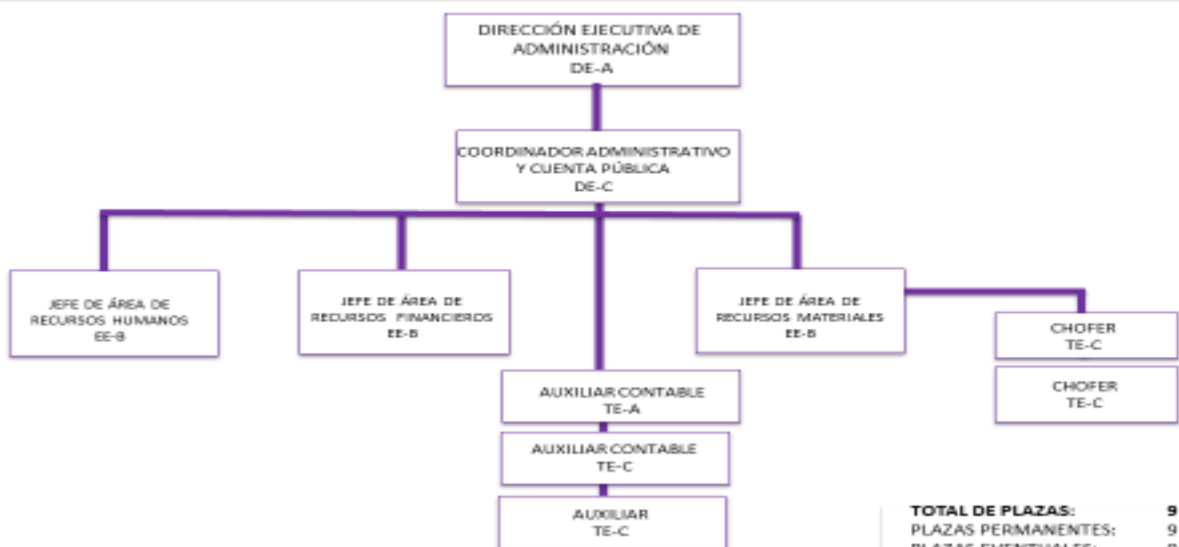 DIRECCIÓN EJECUTIVA DE
ADMINISTRACIÓN
DE-A
COORDINADOR ADMINISTRATIVO
Y CUENTA PÚBLICA
DE-C
JEFE DE ÁREA DE
RECURSOS HUMANOS
EE-B
JEFE DE ÁREA DE
RECURSOS FINANCIEROS
EE-B
JEFE DE ÁREA DE
RECURSOS MATERIALES
EE-B
CHOFER
TE-C
CHOFER
TE-C
AUXILIAR CONTABLE
TE-A
AUXILIAR CONTABLE
TE-C
AUXILIAR
TE-C
TOTAL DE PLAZAS: 9
PLAZAS PERMANENTES: 9
PLAZAS EVENTUALES: